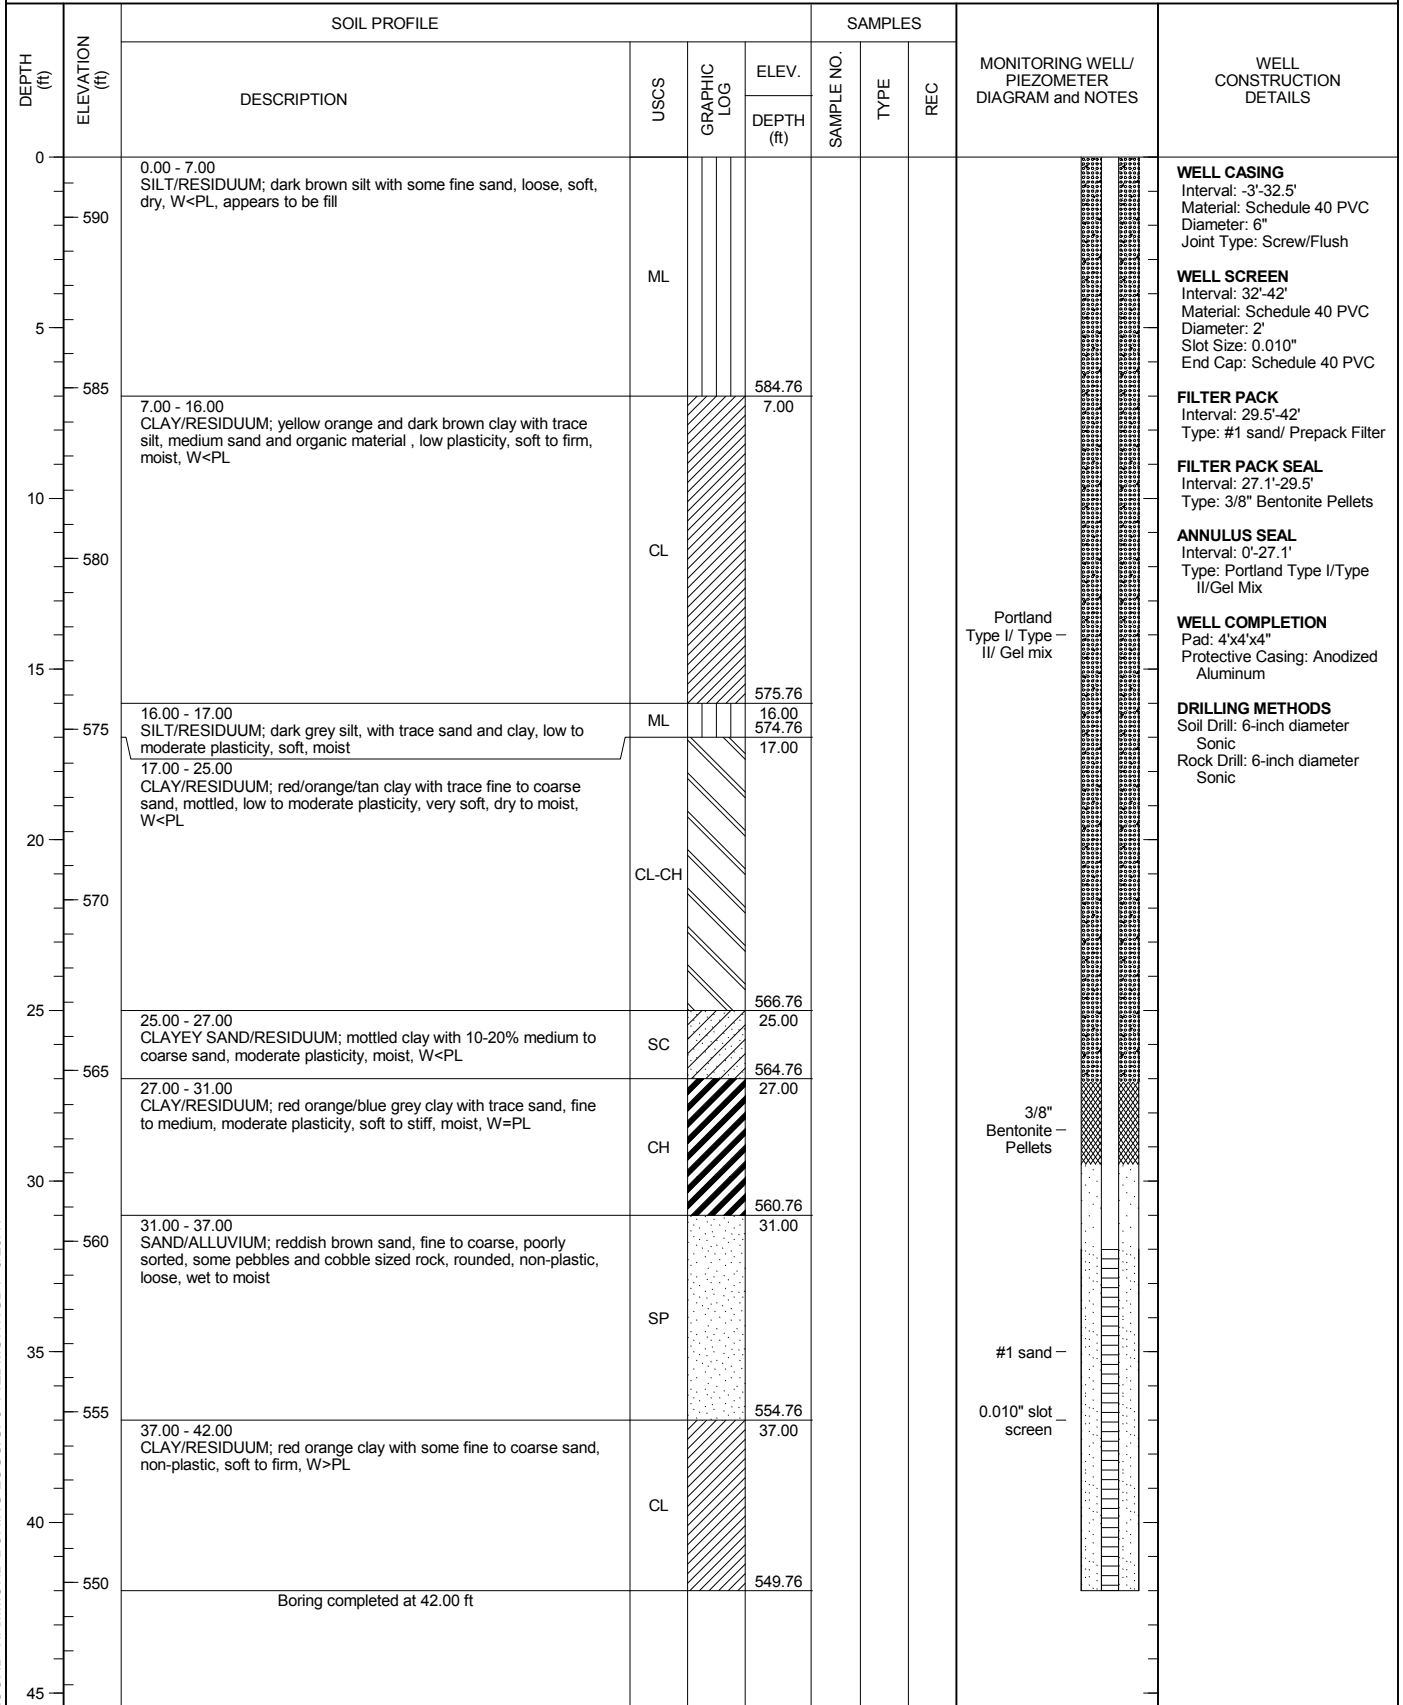 DEPTH
(ft)
ELEVATION
(ft)
SOIL PROFILE
DESCRIPTION
USCS
GRAPHIC
LOG
ELEV.
DEPTH
(ft)
SAMPLES
SAMPLE NO.
TYPE
REC
MONITORING WELL/
PIEZOMETER
DIAGRAM and NOTES
WELL
CONSTRUCTION
DETAILS
0
5
10
15
20
25
30
35
40
45
590
585
580
575
570
565
560
555
550
0.00 - 7.00
SILT/RESIDUUM; dark brown silt with some fine sand, loose, soft,
dry, W<PL, appears to be fill
ML
584.76
7.00 - 16.00
CLAY/RESIDUUM; yellow orange and dark brown clay with trace
silt, medium sand and organic material , low plasticity, soft to firm,
moist, W<PL
CL
7.00
575.76
16.00 - 17.00
SILT/RESIDUUM; dark grey silt, with trace sand and clay, low to
moderate plasticity, soft, moist
ML
16.00
574.76
17.00 - 25.00
CLAY/RESIDUUM; red/orange/tan clay with trace fine to coarse
sand, mottled, low to moderate plasticity, very soft, dry to moist,
W<PL
CL-CH
17.00
566.76
25.00 - 27.00
CLAYEY SAND/RESIDUUM; mottled clay with 10-20% medium to
coarse sand, moderate plasticity, moist, W<PL
SC
25.00
564.76
27.00 - 31.00
CLAY/RESIDUUM; red orange/blue grey clay with trace sand, fine
to medium, moderate plasticity, soft to stiff, moist, W=PL
CH
27.00
560.76
31.00 - 37.00
SAND/ALLUVIUM; reddish brown sand, fine to coarse, poorly
sorted, some pebbles and cobble sized rock, rounded, non-plastic,
loose, wet to moist
SP
31.00
554.76
37.00 - 42.00
CLAY/RESIDUUM; red orange clay with some fine to coarse sand,
non-plastic, soft to firm, W>PL
CL
37.00
549.76
Boring completed at 42.00 ft
Portland
Type I/ Type
II/ Gel mix
3/8"
Bentonite
Pellets
#1 sand
0.010" slot
screen
WELL CASING
Interval: -3'-32.5'
Material: Schedule 40 PVC
Diameter: 6"
Joint Type: Screw/Flush
WELL SCREEN
Interval: 32'-42'
Material: Schedule 40 PVC
Diameter: 2'
Slot Size: 0.010"
End Cap: Schedule 40 PVC
FILTER PACK
Interval: 29.5'-42'
Type: #1 sand/ Prepack Filter
FILTER PACK SEAL
Interval: 27.1'-29.5'
Type: 3/8" Bentonite Pellets
ANNULUS SEAL
Interval: 0'-27.1'
Type: Portland Type I/Type
II/Gel Mix
WELL COMPLETION
Pad: 4'x4'x4"
Protective Casing: Anodized
Aluminum
DRILLING METHODS
Soil Drill: 6-inch diameter
Sonic
Rock Drill: 6-inch diameter
Sonic